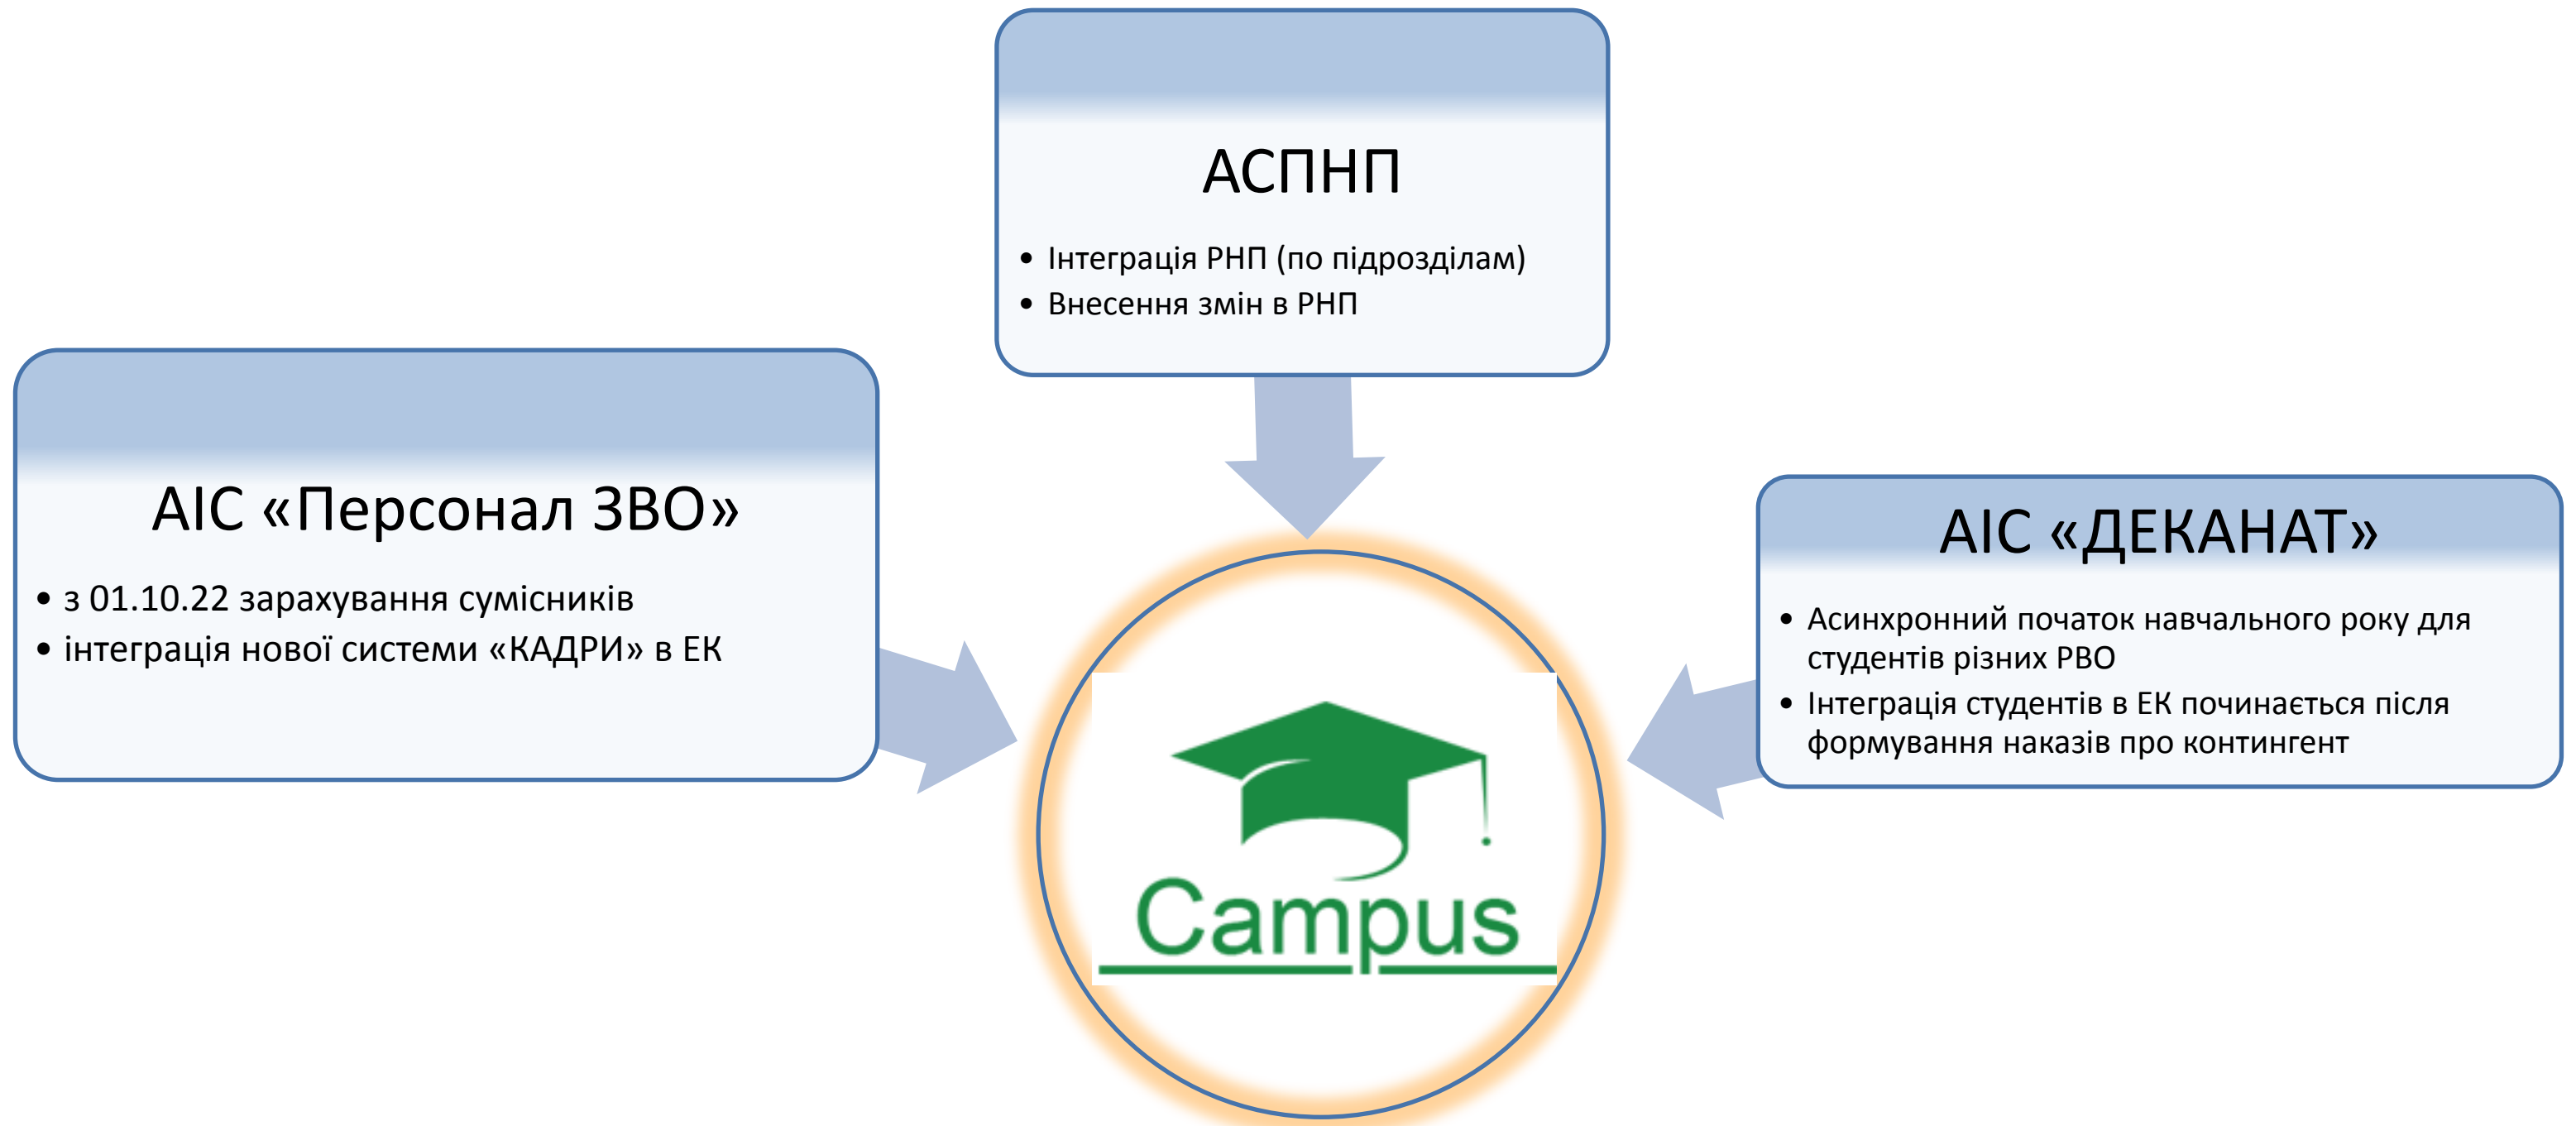 АСПНП
• Інтеграція РНП (по підрозділам)
• Внесення змін в РНП
АІС «Персонал ЗВО»
• з 01.10.22 зарахування сумісників
• інтеграція нової системи «КАДРИ» в ЕК
АІС «ДЕКАНАТ»
• Асинхронний початок навчального року для
студентів різних РВО
• Інтеграція студентів в ЕК починається після
формування наказів про контингент
Campus